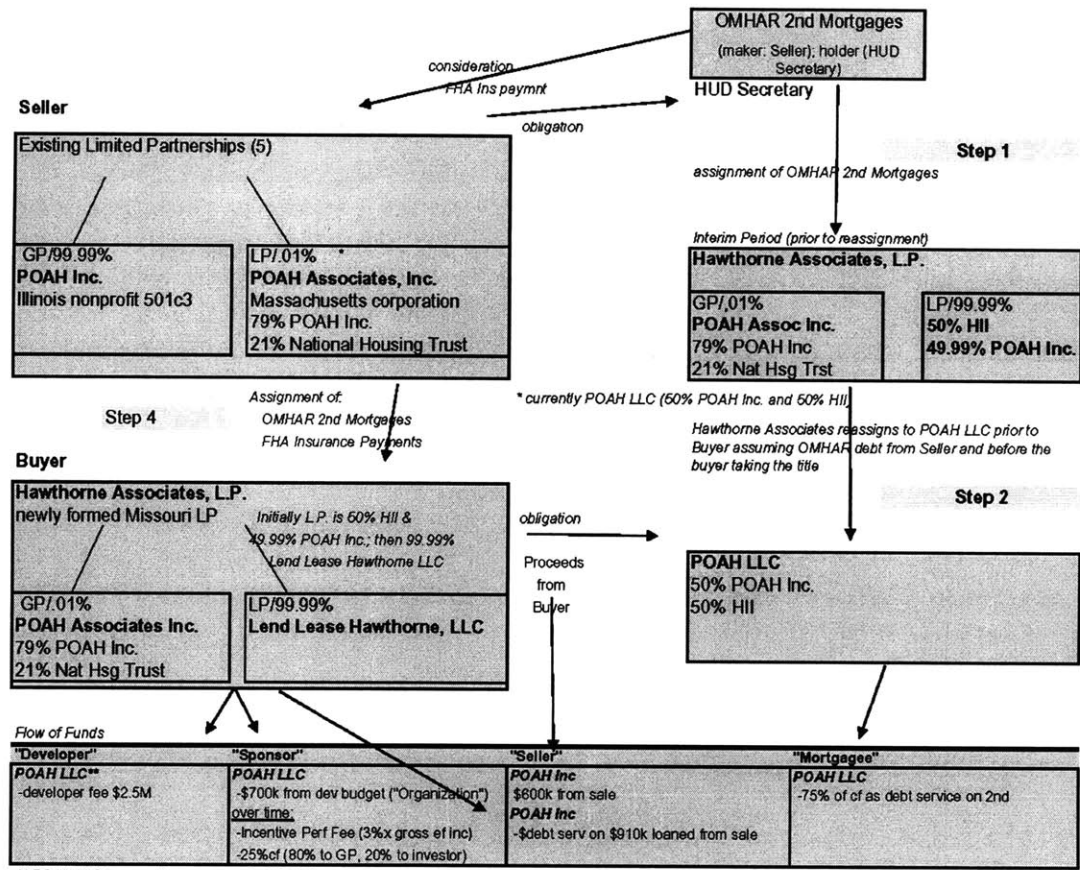 OMHAR 2nd Mortgages
(maker: Seller); holder (HUD
Secretary)
HUD Secretary
consideration
FHA Ins paymnt
obligation
Seller
Existing Limited Partnerships (5)
GP/99.99%
POAH Inc.
Illinois nonprofit 501c3
LP/.01% *
POAH Associates, Inc.
Massachusetts corporation
79% POAH Inc.
21% National Housing Trust
Step 1
assignment of OMHAR 2nd Mortgages
Interim Period (prior to reassignment)
Hawthorne Associates, L.P.
GP/,01%
POAH Assoc Inc.
79% POAH Inc
21% Nat Hsg Trst
LP/99.99%
50% HII
49.99% POAH Inc.
Step 4
Assignment of:
OMHAR 2nd Mortgages
FHA Insurance Payments
* currently POAH LLC (50% POAH Inc. and 50% HII)
Hawthorne Associates reassigns to POAH LLC prior to
Buyer assuming OMHAR debt from Seller and before the
buyer taking the title
Step 2
Buyer
Hawthorne Associates, L.P.
newly formed Missouri LP
Initially L.P. is 50% HII &
49.99% POAH Inc.; then 99.99%
Lend Lease Hawthorne LLC
GP/.01%
POAH Associates Inc.
79% POAH Inc.
21% Nat Hsg Trust
LP/99.99%
Lend Lease Hawthorne, LLC
obligation
Proceeds
from
Buyer
POAH LLC
50% POAH Inc.
50% HII
Flow of Funds
"Developer"
POAH LLC**
-developer fee $2.5M
"Sponsor"
POAH LLC
-$700k from dev budget ("Organization")
over time:
-Incentive Perf Fee (3%x gross ef inc)
-25%cf (80% to GP, 20% to investor)
"Seller"
POAH Inc
$600k from sale
POAH Inc
-$debt serv on $910k loaned from sale
"Mortgagee"
POAH LLC
-75% of cf as debt service on 2nd